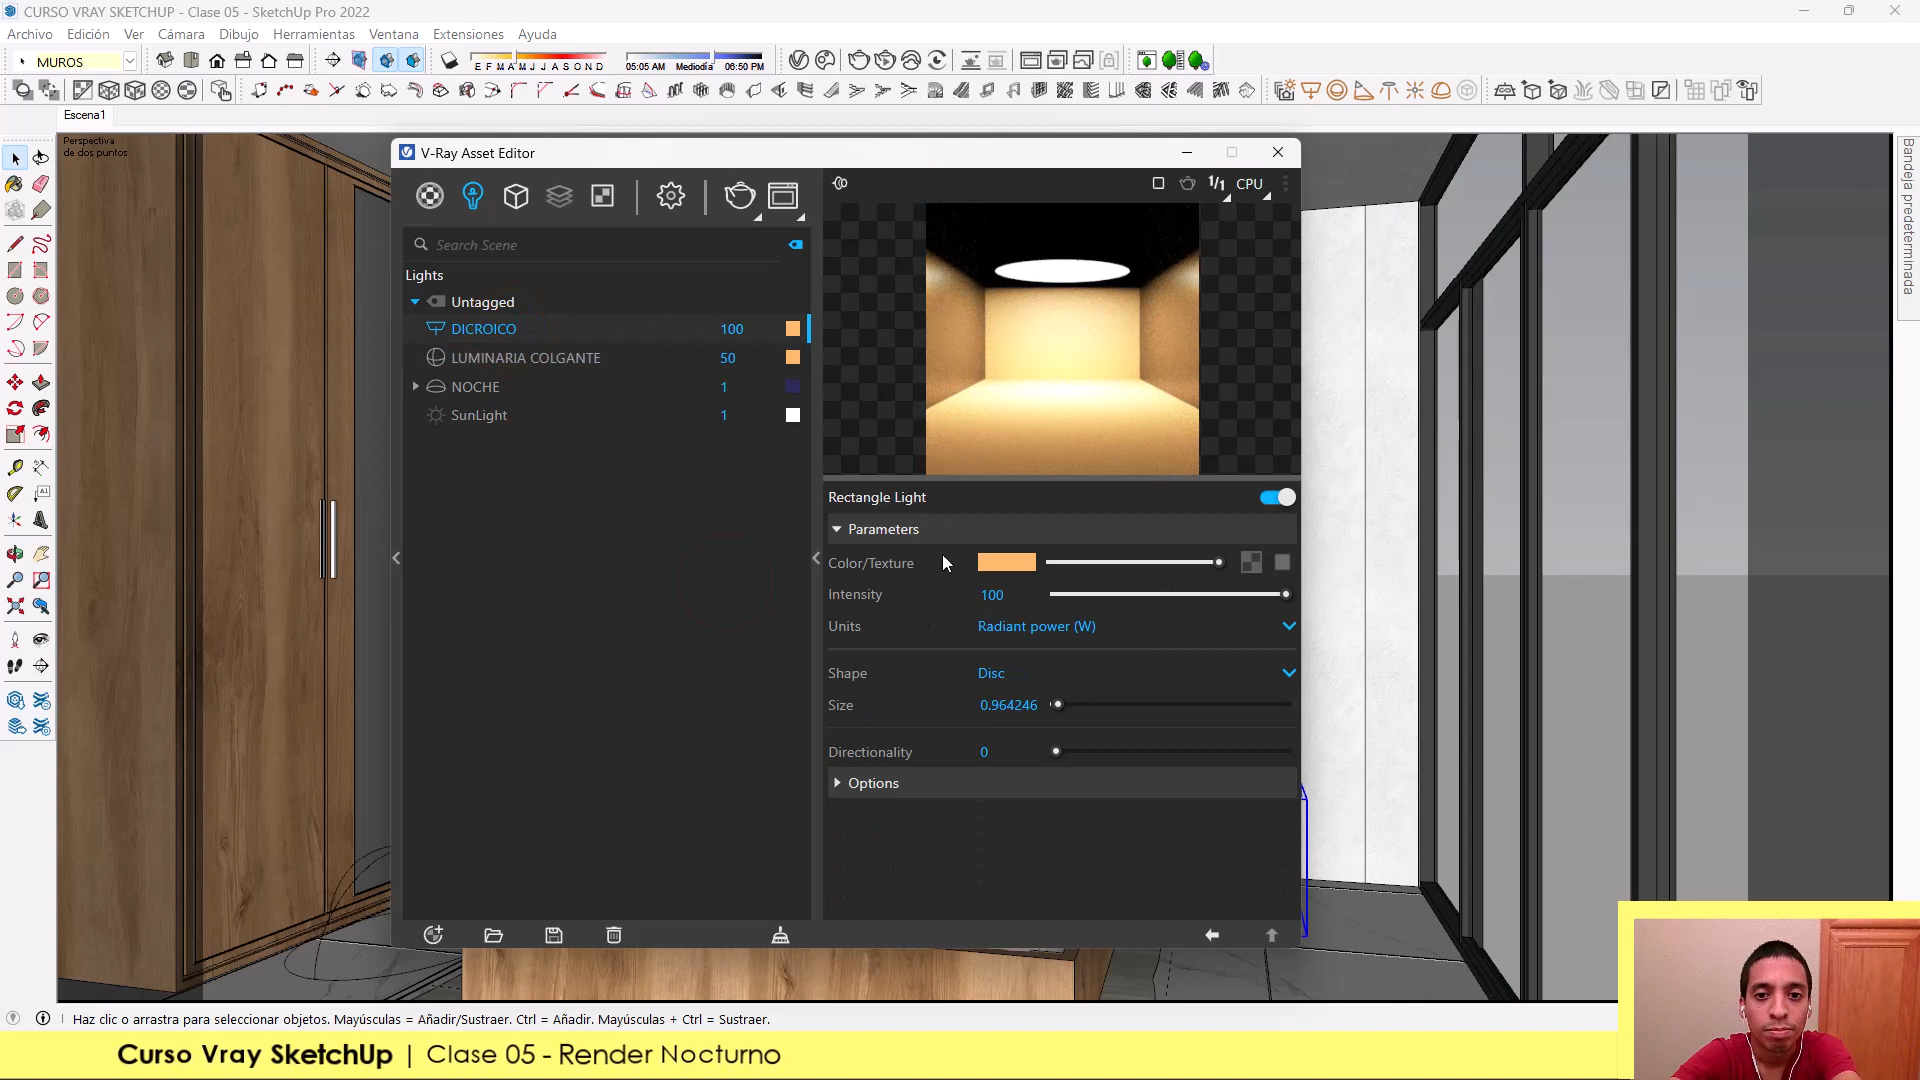 CURSO VRAY SKETCHUP - Clase 05 - SketchUp Pro 2022
Archivo Edición Ver Cámara Dibujo Herramientas Ventana Extensiones Ayuda
MUROS
E F M A M J J A S O N D
05:05 AM Mediodía 06:50 PM
Escena1
Perspectiva
de dos puntos
Bandeja predeterminada
V-Ray Asset Editor
1/1 CPU
Search Scene
Lights
Untagged
DICROICO 100
LUMINARIA COLGANTE 50
NOCHE 1
SunLight 1
Rectangle Light
Parameters
Color/Texture
Intensity 100
Units Radiant power (W)
Shape Disc
Size 0.964246
Directionality 0
Options
Haz clic o arrastra para seleccionar objetos. Mayúsculas = Añadir/Sustraer. Ctrl = Añadir. Mayúsculas + Ctrl = Sustraer.
Curso Vray SketchUp | Clase 05 - Render Nocturno